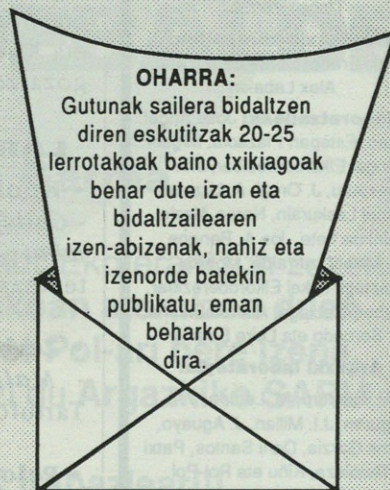 OHARRA:
Gutunak sailera bidaltzen
diren eskutitzak 20-25
lerrotakoak baino txikiagoak
behar dute izan eta
bidaltzailearen
izen-abizenak, nahiz eta
izenorde batekin
publikatu, eman
beharko
dira.